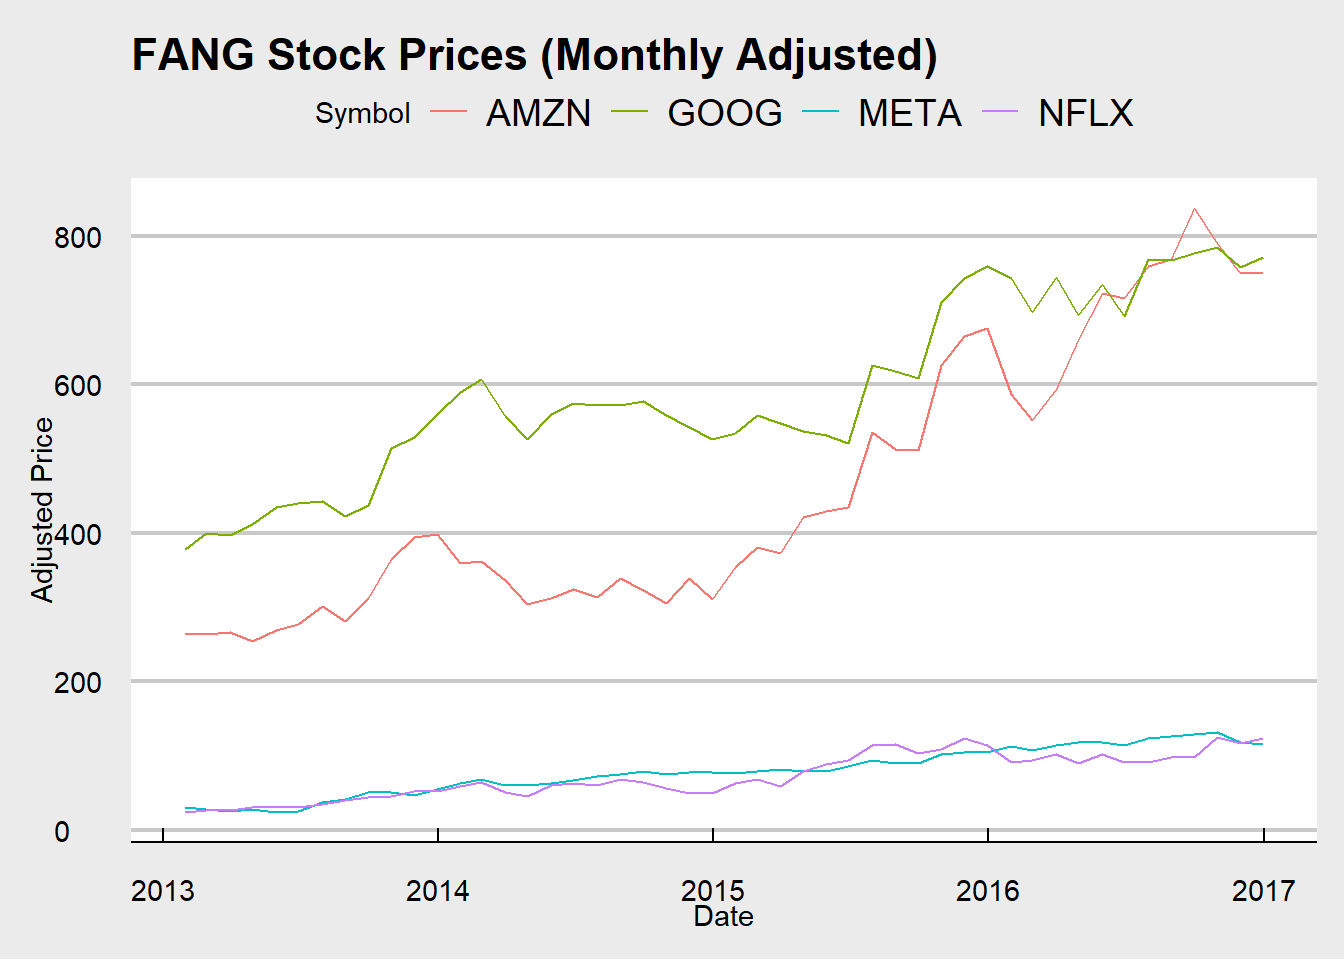 FANG Stock Prices (Monthly Adjusted)
Symbol AMZN GOOG META NFLX
Adjusted Price
800
600
400
200
0
2013 2014 2015 2016 2017
Date